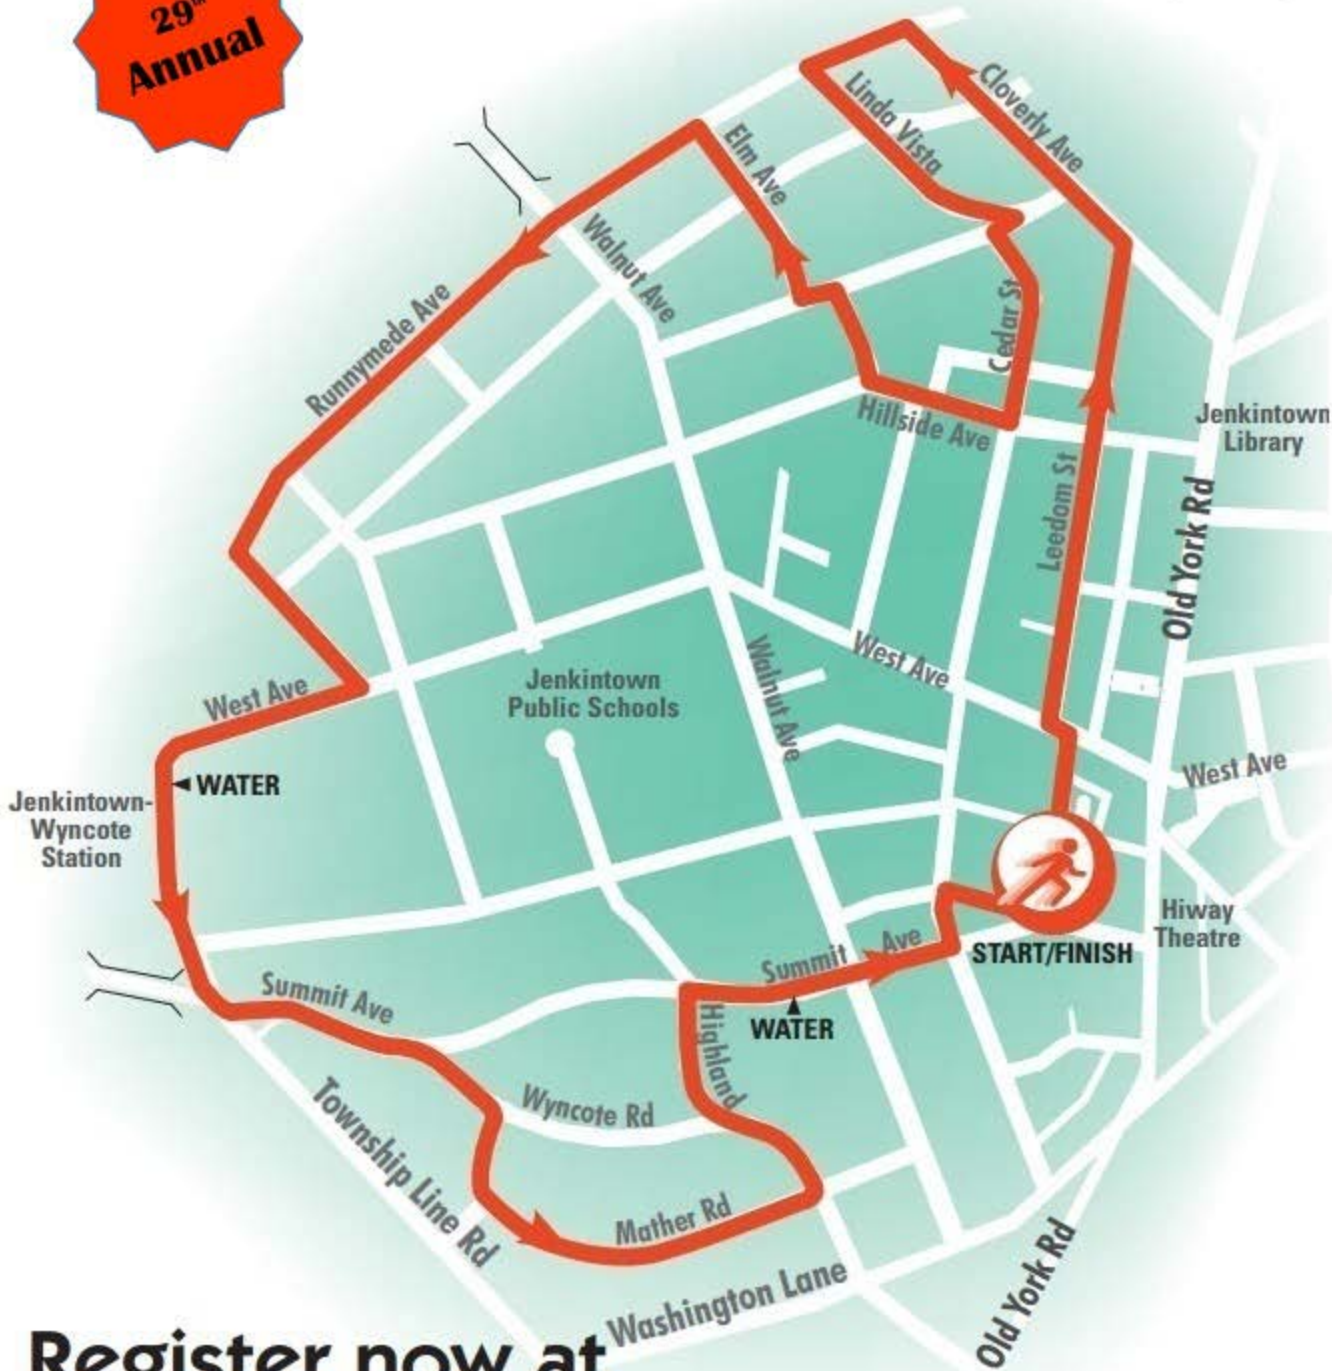 29th
Annual
Cloverly Ave
Linda Vista
Elm Ave
Walnut Ave
Runnymede Ave
Cedar St
Hillside Ave
Jenkintown
Library
Leedom St
Old York Rd
West Ave
Walnut Ave
Jenkintown
Public Schools
West Ave
West Ave
WATER
Jenkintown-
Wyncote
Station
Hiway
Theatre
START/FINISH
Summit Ave
WATER
Summit Ave
Highland
Wyncote Rd
Township Line Rd
Mather Rd
Washington Lane
Old York Rd
Register now at